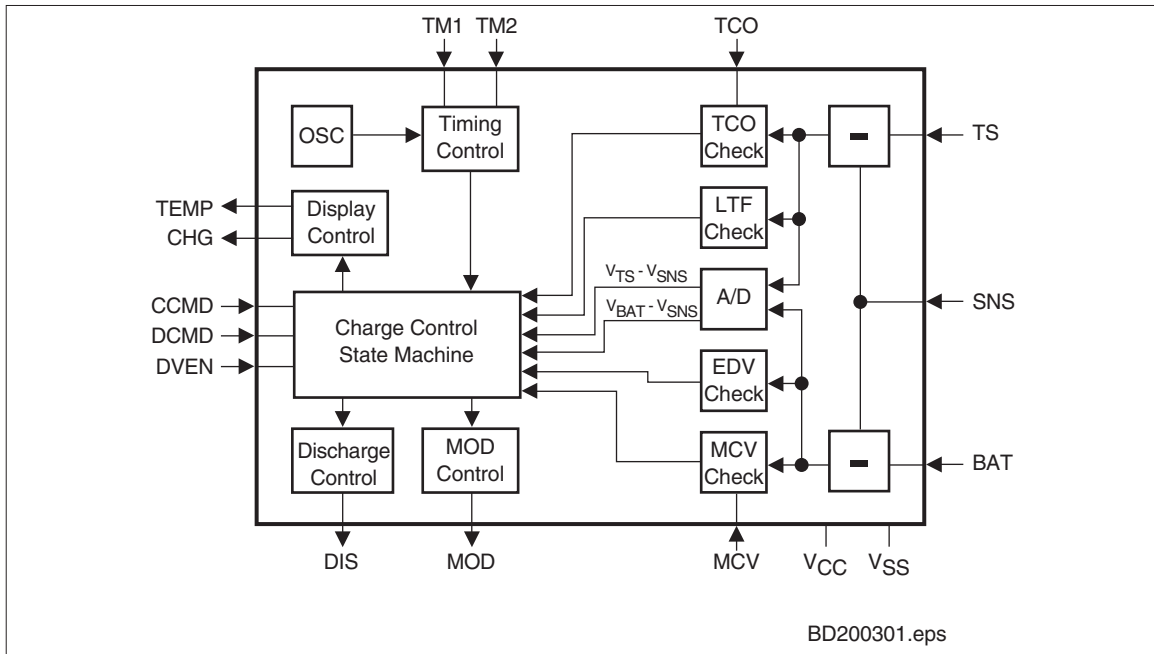 TM1 TM2 TCO
OSC
Timing
Control
TCO
Check
-
TS
TEMP
CHG
Display
Control
LTF
Check
VTS - VSNS
VBAT - VSNS
A/D
SNS
CCMD
DCMD
DVEN
Charge Control
State Machine
EDV
Check
Discharge
Control
MOD
Control
MCV
Check
-
BAT
DIS MOD MCV VCC VSS
BD200301.eps